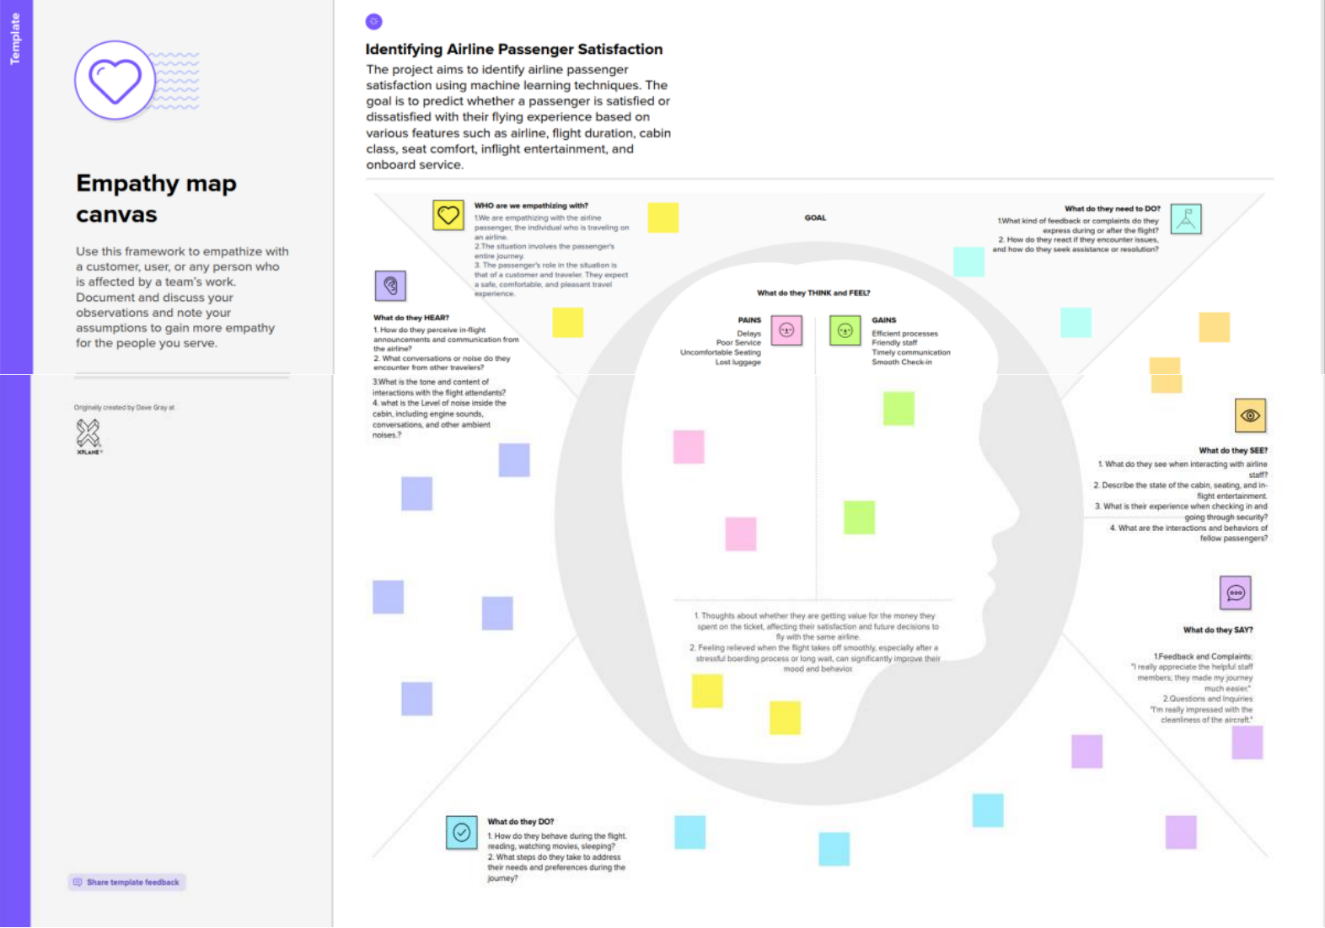 Template
Empathy map
canvas
Use this framework to empathize with
a customer, user, or any person who
is affected by a team's work.
Document and discuss your
observations and note your
assumptions to gain more empathy
for the people you serve.
Originally created by Dave Gray at
XPLANE
Share template feedback
Identifying Airline Passenger Satisfaction
The project aims to identify airline passenger
satisfaction using machine learning techniques. The
goal is to predict whether a passenger is satisfied or
dissatisfied with their flying experience based on
various features such as airline, flight duration, cabin
class, seat comfort, inflight entertainment, and
onboard service.
WHO are we empathizing with?
1.We are empathizing with the airline
passenger, the individual who is traveling on
an airline.
2.The situation involves the passenger's
entire journey.
3. The passenger's role in the situation is
that of a customer and traveler. They expect
a safe, comfortable, and pleasant travel
experience.
GOAL
What do they need to DO?
1.What kind of feedback or complaints do they
express during or after the flight?
2. How do they react if they encounter issues,
and how do they seek assistance or resolution?
What do they HEAR?
1. How do they perceive in-flight
announcements and communication from
the airline?
2. What conversations or noise do they
encounter from other travelers?
3.What is the tone and content of
interactions with the flight attendants?
4. what is the Level of noise inside the
cabin, including engine sounds,
conversations, and other ambient
noises.?
What do they THINK and FEEL?
PAINS
Delays
Poor Service
Uncomfortable Seating
Lost luggage
GAINS
Efficient processes
Friendly staff
Timely communication
Smooth Check-in
What do they SEE?
1. What do they see when interacting with airline
staff?
2. Describe the state of the cabin, seating, and in-
flight entertainment.
3. What is their experience when checking in and
going through security?
4. What are the interactions and behaviors of
fellow passengers?
1. Thoughts about whether they are getting value for the money they
spent on the ticket, affecting their satisfaction and future decisions to
fly with the same airline.
2. Feeling relieved when the flight takes off smoothly, especially after a
stressful boarding process or long wait, can significantly improve their
mood and behavior
What do they SAY?
1.Feedback and Complaints:
"I really appreciate the helpful staff
members; they made my journey
much easier."
2.Questions and Inquiries
"I'm really impressed with the
cleanliness of the aircraft."
What do they DO?
1. How do they behave during the flight.
reading, watching movies, sleeping?
2. What steps do they take to address
their needs and preferences during the
journey?